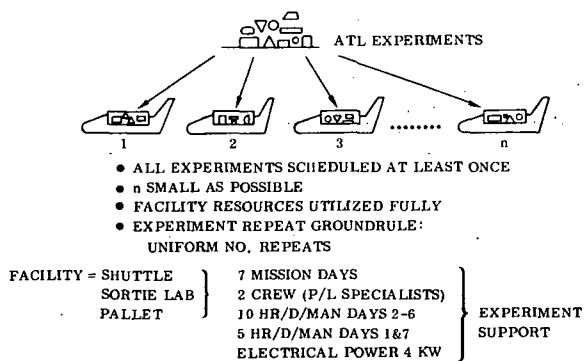 ATL EXPERIMENTS
1 2 3 ........ n
• ALL EXPERIMENTS SCHEDULED AT LEAST ONCE
• n SMALL AS POSSIBLE
• FACILITY RESOURCES UTILIZED FULLY
• EXPERIMENT REPEAT GROUNDRULE:
UNIFORM NO. REPEATS
FACILITY = SHUTTLE
SORTIE LAB
PALLET
7 MISSION DAYS
2 CREW (P/L SPECIALISTS)
10 HR/D/MAN DAYS 2-6
5 HR/D/MAN DAYS 1&7
ELECTRICAL POWER 4 KW
EXPERIMENT
SUPPORT